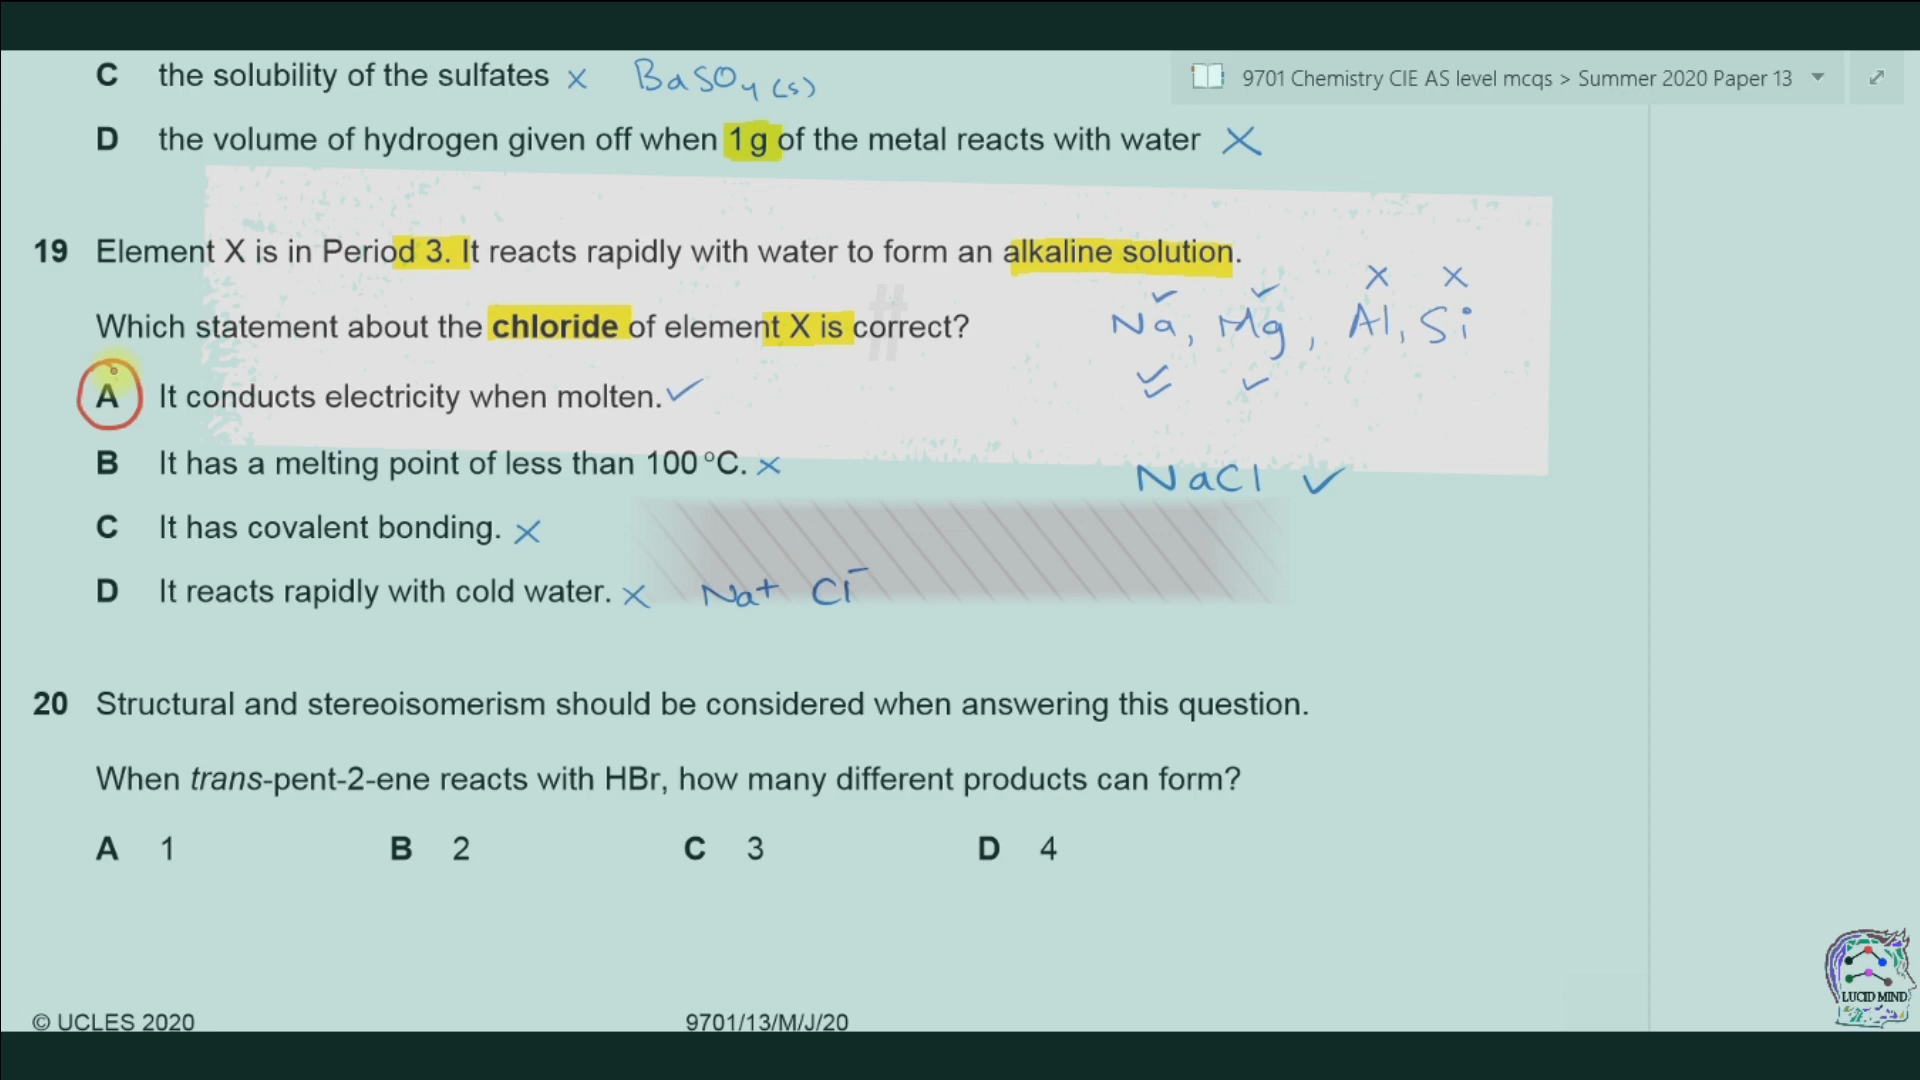 C the solubility of the sulfates x BaSO4 (s)
9701 Chemistry CIE AS level mcqs > Summer 2020 Paper 13
D the volume of hydrogen given off when 1 g of the metal reacts with water x
19 Element X is in Period 3. It reacts rapidly with water to form an alkaline solution.
Which statement about the chloride of element X is correct? Na, Mg, Al, Si
A It conducts electricity when molten. ✓
B It has a melting point of less than 100 °C. x NaCl ✓
C It has covalent bonding. x
D It reacts rapidly with cold water. x Na+ Cl-
20 Structural and stereoisomerism should be considered when answering this question.
When trans-pent-2-ene reacts with HBr, how many different products can form?
A 1 B 2 C 3 D 4
© UCLES 2020 9701/13/M/J/20
LUCID MIND